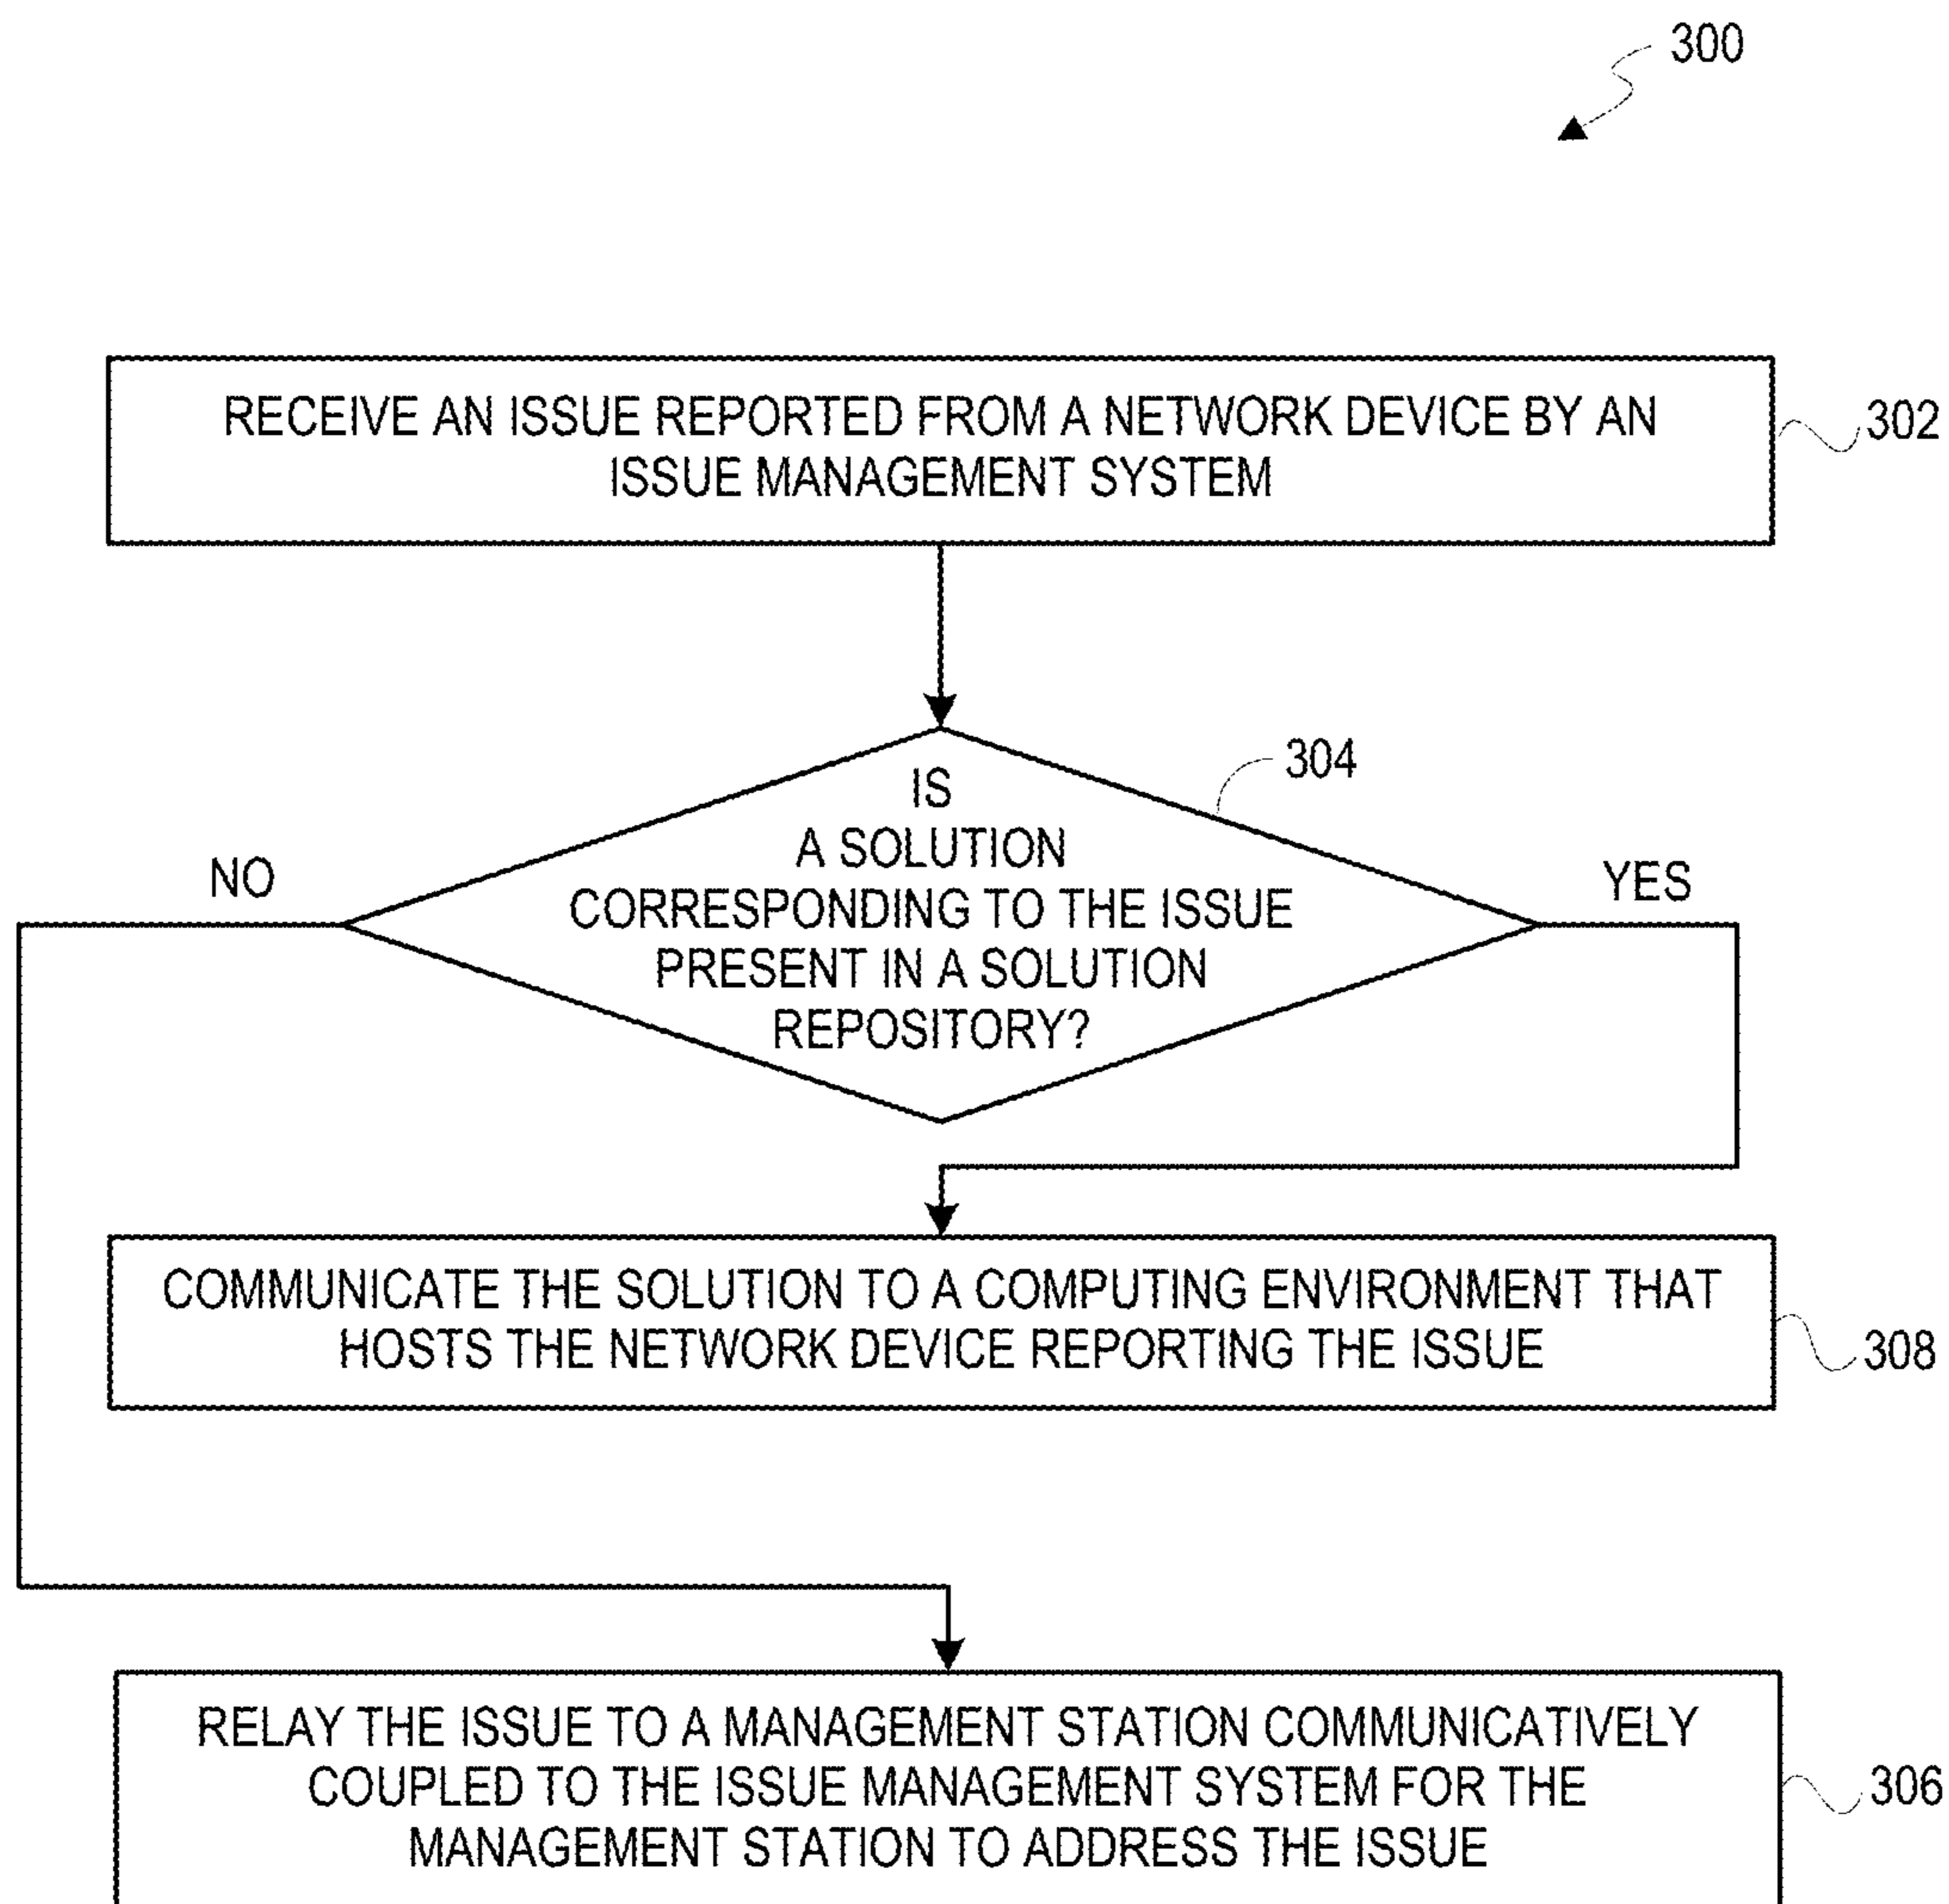 300
RECEIVE AN ISSUE REPORTED FROM A NETWORK DEVICE BY AN
ISSUE MANAGEMENT SYSTEM
302
304
IS
A SOLUTION
CORRESPONDING TO THE ISSUE
PRESENT IN A SOLUTION
REPOSITORY?
NO
YES
COMMUNICATE THE SOLUTION TO A COMPUTING ENVIRONMENT THAT
HOSTS THE NETWORK DEVICE REPORTING THE ISSUE
308
RELAY THE ISSUE TO A MANAGEMENT STATION COMMUNICATIVELY
COUPLED TO THE ISSUE MANAGEMENT SYSTEM FOR THE
MANAGEMENT STATION TO ADDRESS THE ISSUE
306